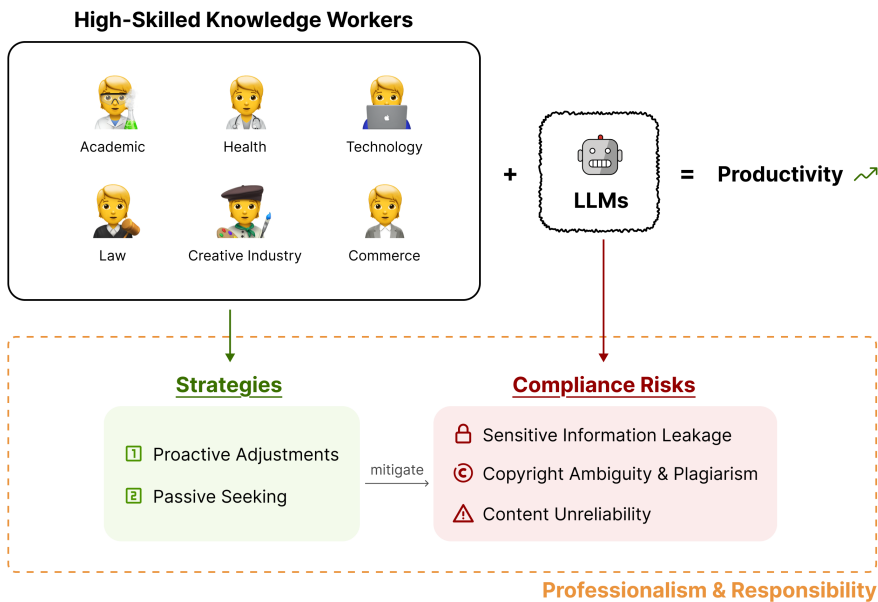 High-Skilled Knowledge Workers
Academic
Health
Technology
Law
Creative Industry
Commerce
+
LLMs
=
Productivity
Strategies
1 Proactive Adjustments
2 Passive Seeking
mitigate
Compliance Risks
Sensitive Information Leakage
Copyright Ambiguity & Plagiarism
Content Unreliability
Professionalism & Responsibility